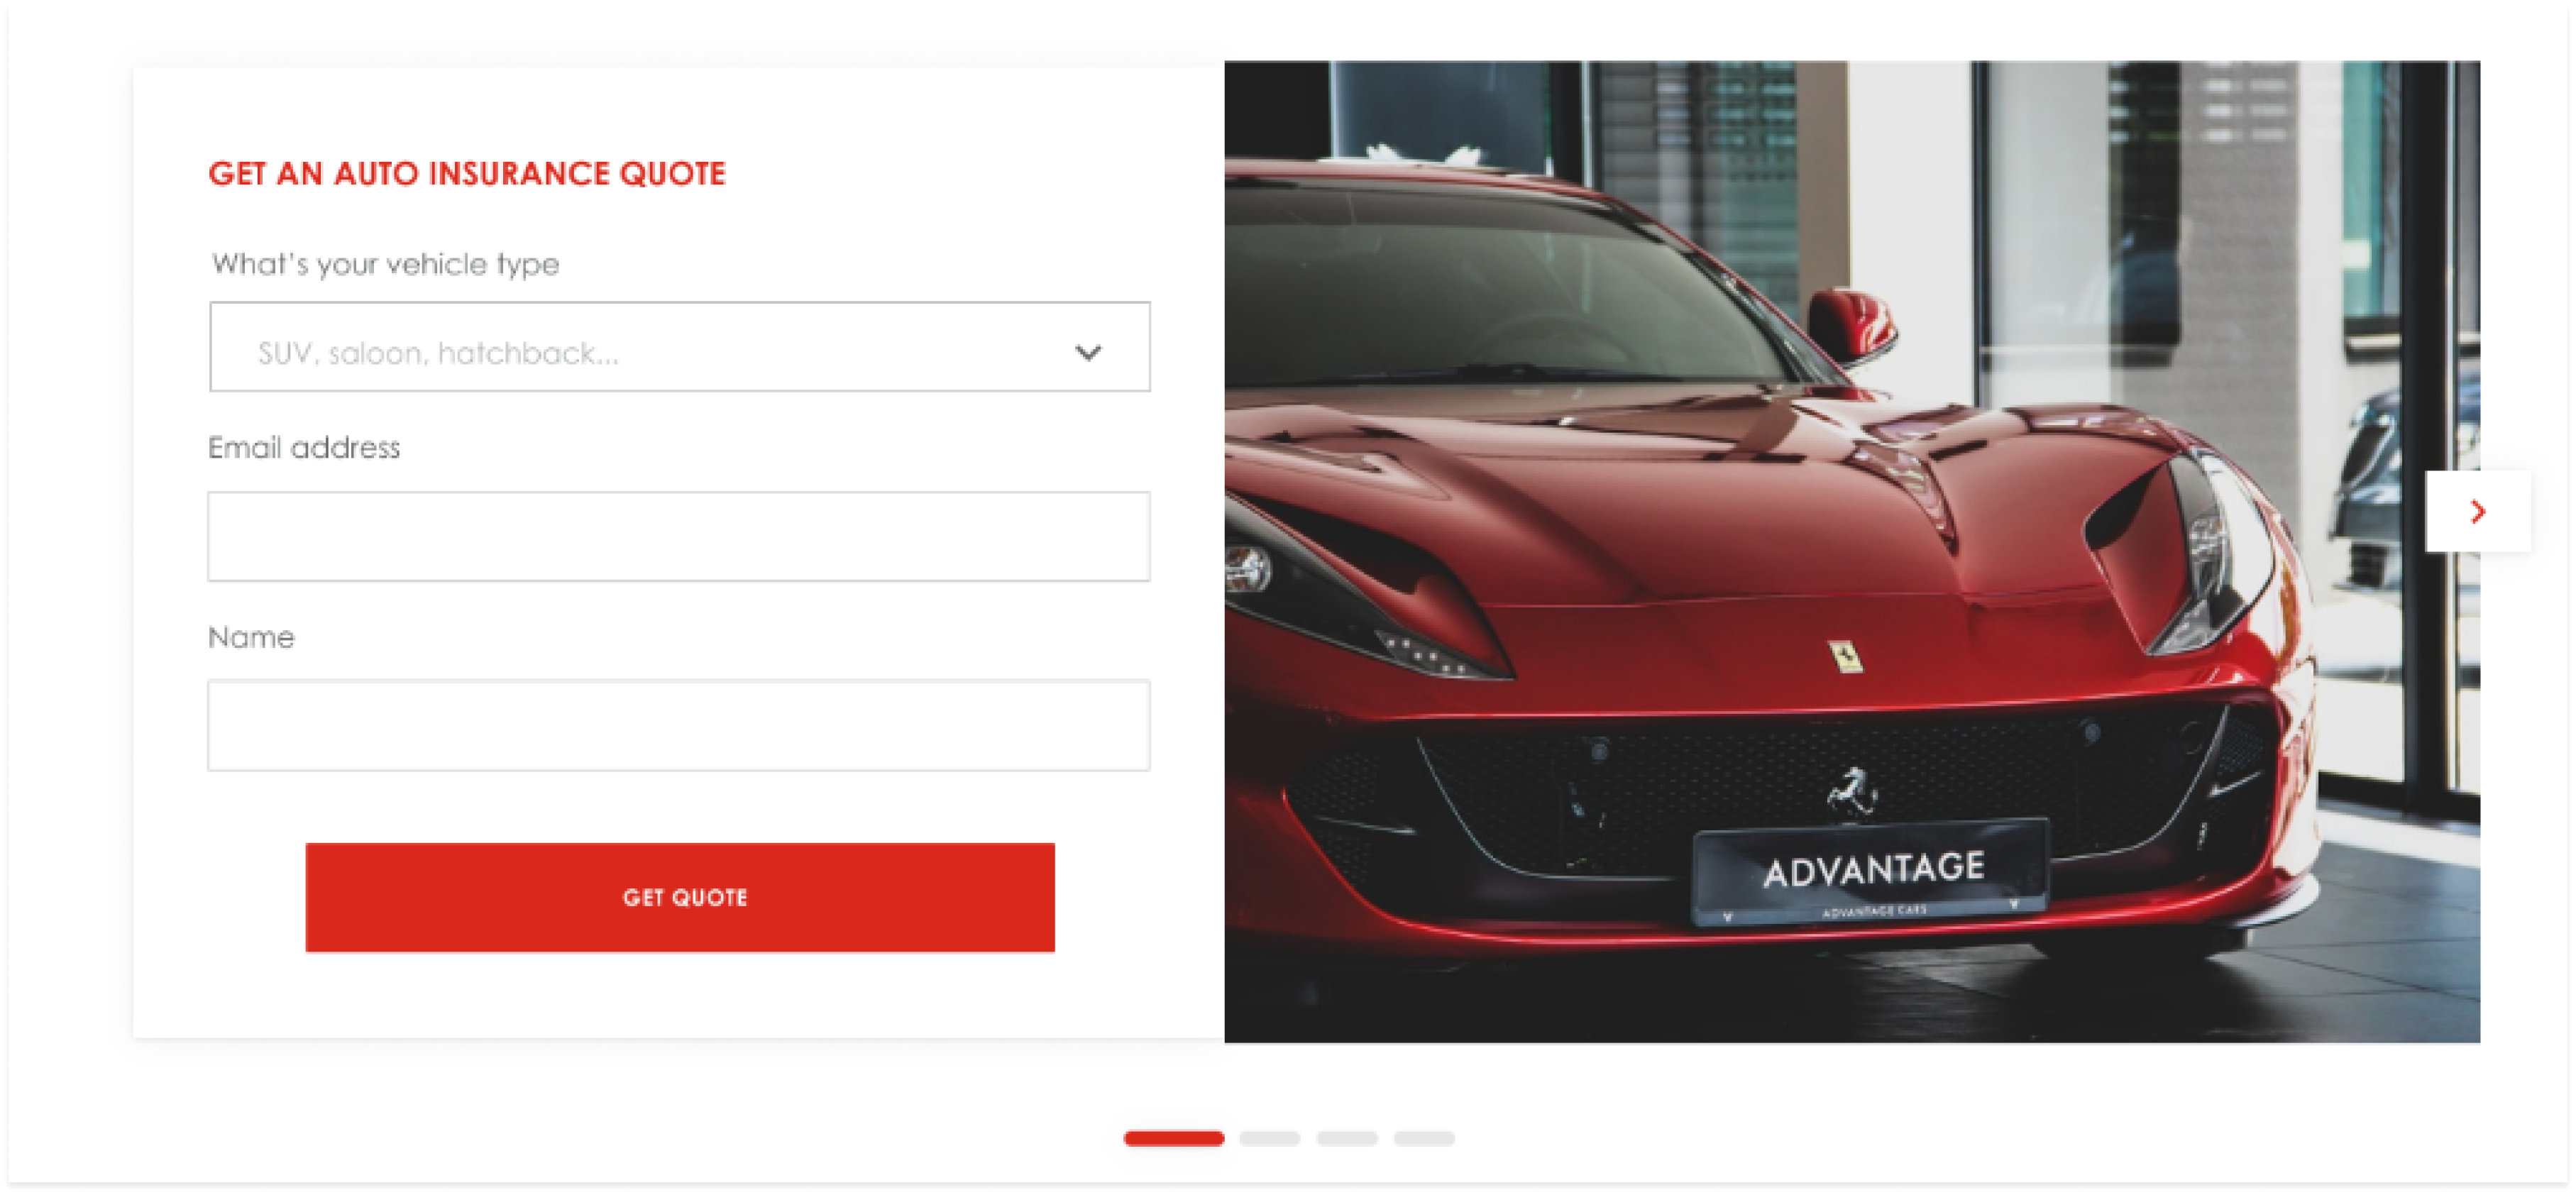 GET AN AUTO INSURANCE QUOTE
What's your vehicle type
SUV, saloon, hatchback...
Email address
Name
GET QUOTE
ADVANTAGE
ADVANTAGE CARS